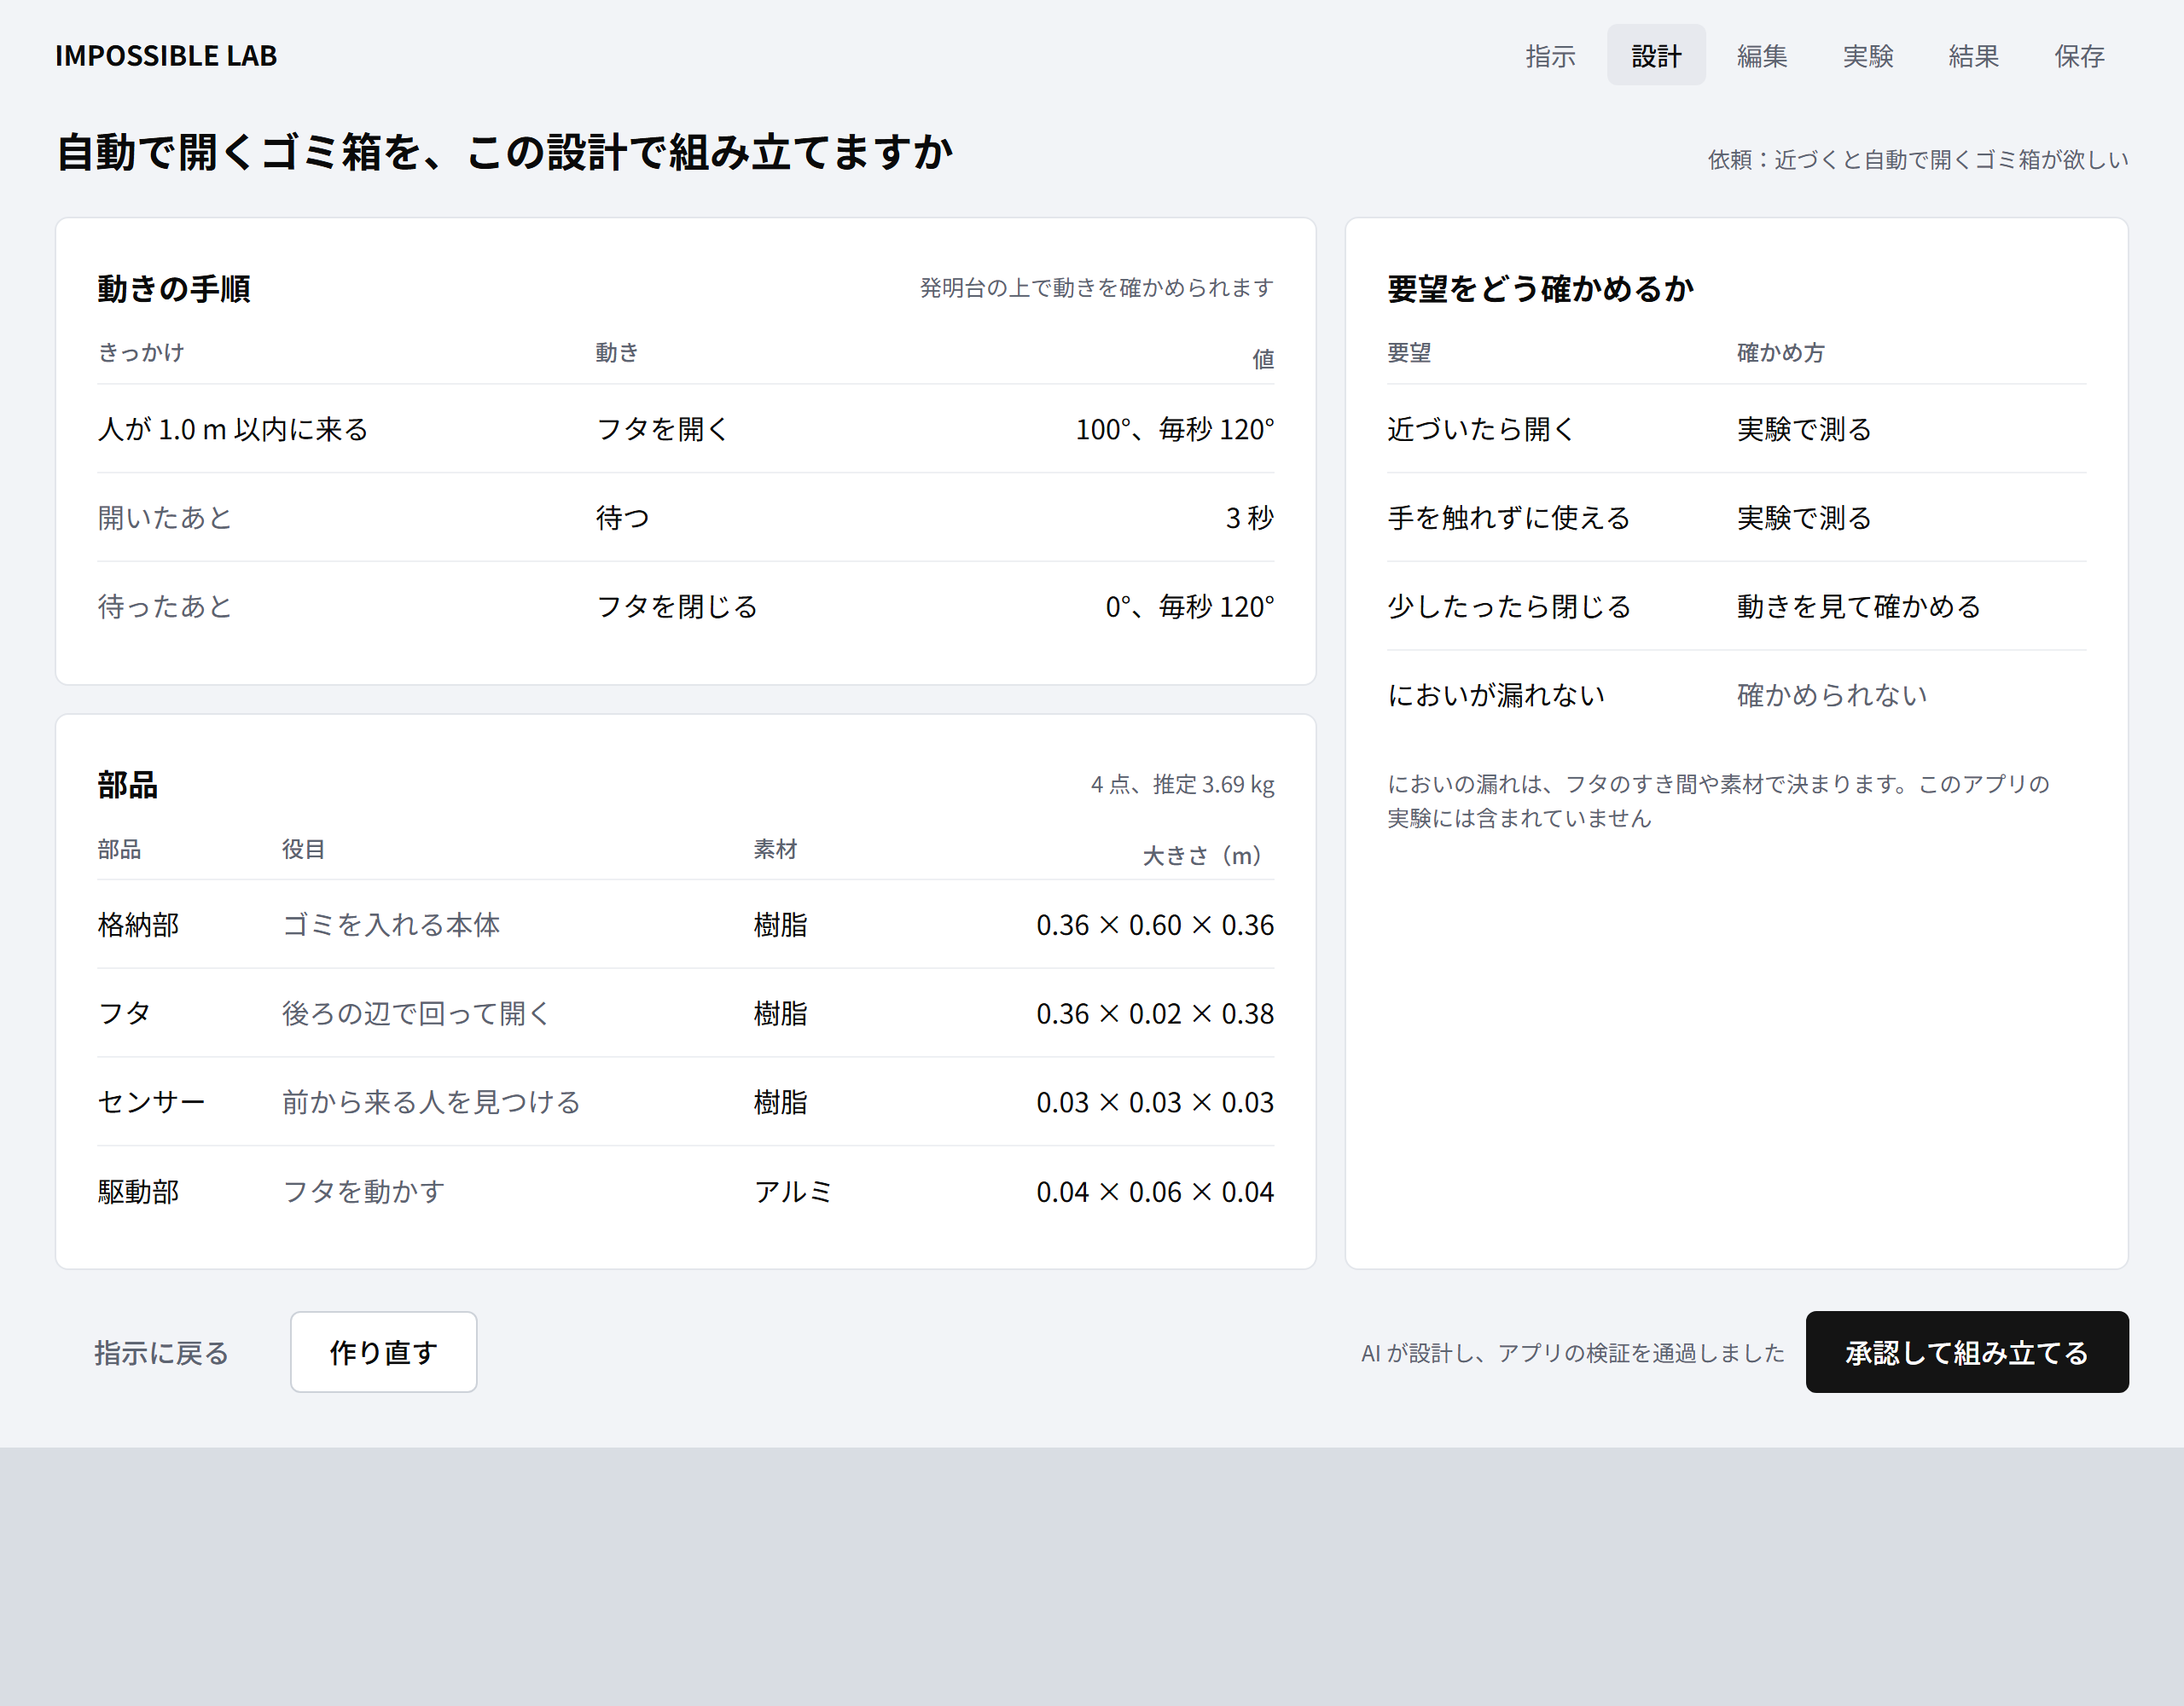 IMPOSSIBLE LAB
指示 設計 編集 実験 結果 保存
自動で開くゴミ箱を、この設計で組み立てますか
依頼：近づくと自動で開くゴミ箱が欲しい
動きの手順
発明台の上で動きを確かめられます
きっかけ 動き 値
人が 1.0 m 以内に来る フタを開く 100°、毎秒 120°
開いたあと 待つ 3 秒
待ったあと フタを閉じる 0°、毎秒 120°
部品
4 点、推定 3.69 kg
部品 役目 素材 大きさ（m）
格納部 ゴミを入れる本体 樹脂 0.36 × 0.60 × 0.36
フタ 後ろの辺で回って開く 樹脂 0.36 × 0.02 × 0.38
センサー 前から来る人を見つける 樹脂 0.03 × 0.03 × 0.03
駆動部 フタを動かす アルミ 0.04 × 0.06 × 0.04
要望をどう確かめるか
要望 確かめ方
近づいたら開く 実験で測る
手を触れずに使える 実験で測る
少したったら閉じる 動きを見て確かめる
においが漏れない 確かめられない
においの漏れは、フタのすき間や素材で決まります。このアプリの
実験には含まれていません
指示に戻る 作り直す
AI が設計し、アプリの検証を通過しました
承認して組み立てる